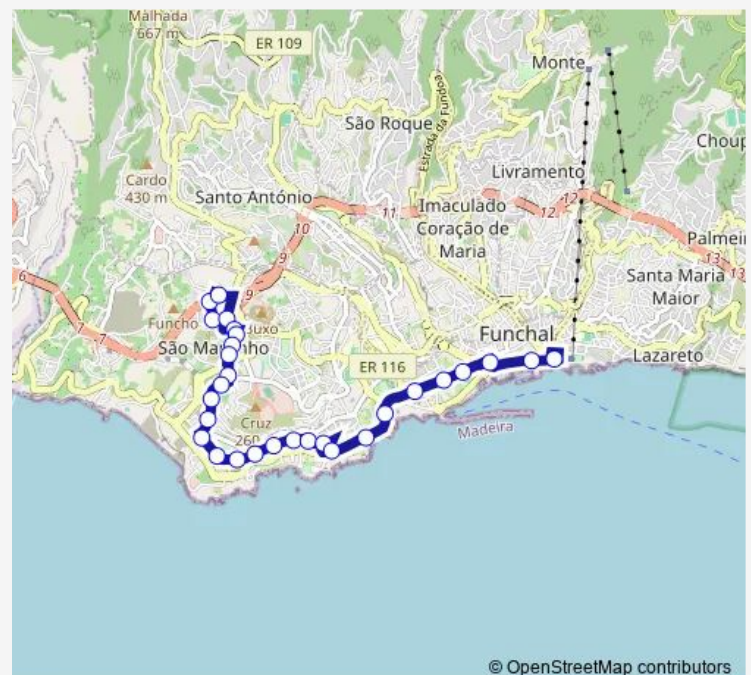 Malhada
667 m
ER 109
Monte
São Roque
Estrada da Fundoa
Choup
Cardo
430 m
Livramento
Santo António
12
11
12
Imaculado
Coração de
Maria
10
Palmei
9
13
Santa Maria
Maior
13
6
9
Funcho
Buxo
7
7
São Martinho
Funchal
ER 116
Lazareto
Cruz
Madeira
© OpenStreetMap contributors